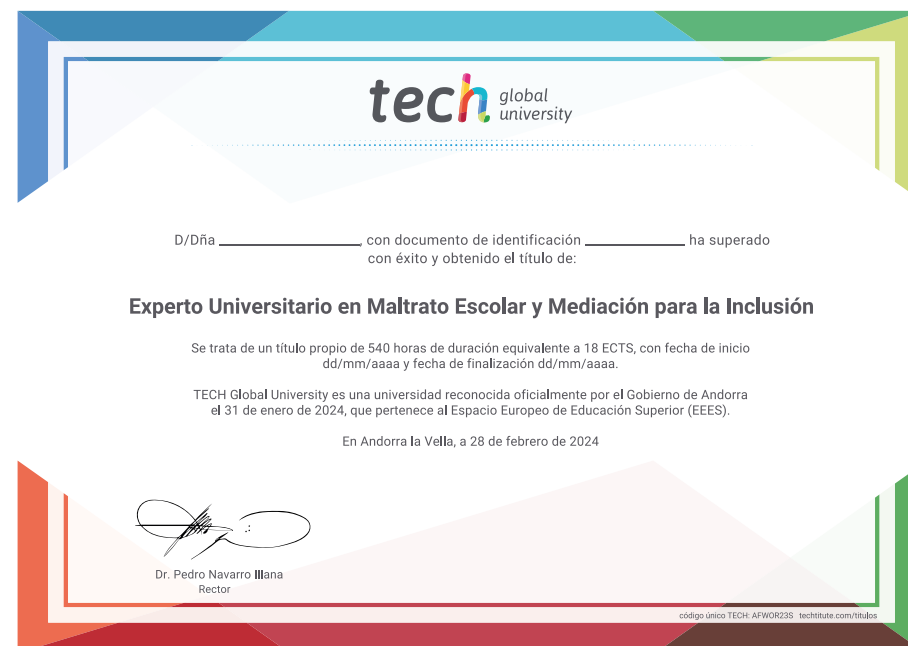 tech global university
D/Dña ____________________, con documento de identificación ______________ ha superado
con éxito y obtenido el título de:
Experto Universitario en Maltrato Escolar y Mediación para la Inclusión
Se trata de un título propio de 540 horas de duración equivalente a 18 ECTS, con fecha de inicio
dd/mm/aaaa y fecha de finalización dd/mm/aaaa.
TECH Global University es una universidad reconocida oficialmente por el Gobierno de Andorra
el 31 de enero de 2024, que pertenece al Espacio Europeo de Educación Superior (EEES).
En Andorra la Vella, a 28 de febrero de 2024
Dr. Pedro Navarro Illana
Rector
código único TECH: AFWOR23S techtitute.com/titulos